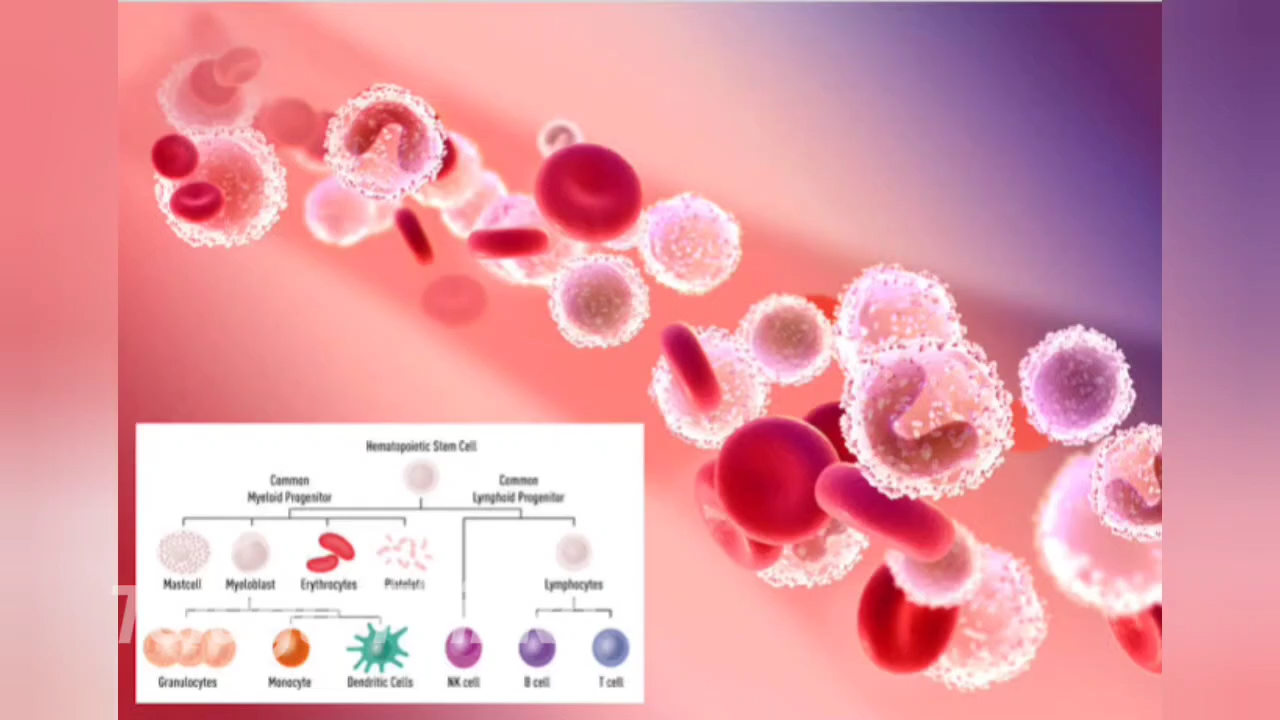 Hematopoietic Stem Cell
Common
Myeloid Progenitor
Common
Lymphoid Progenitor
Mastcell
Myeloblast
Erythrocytes
Platelets
Lymphocytes
Granulocytes
Monocyte
Dendritic Cells
NK cell
B cell
T cell